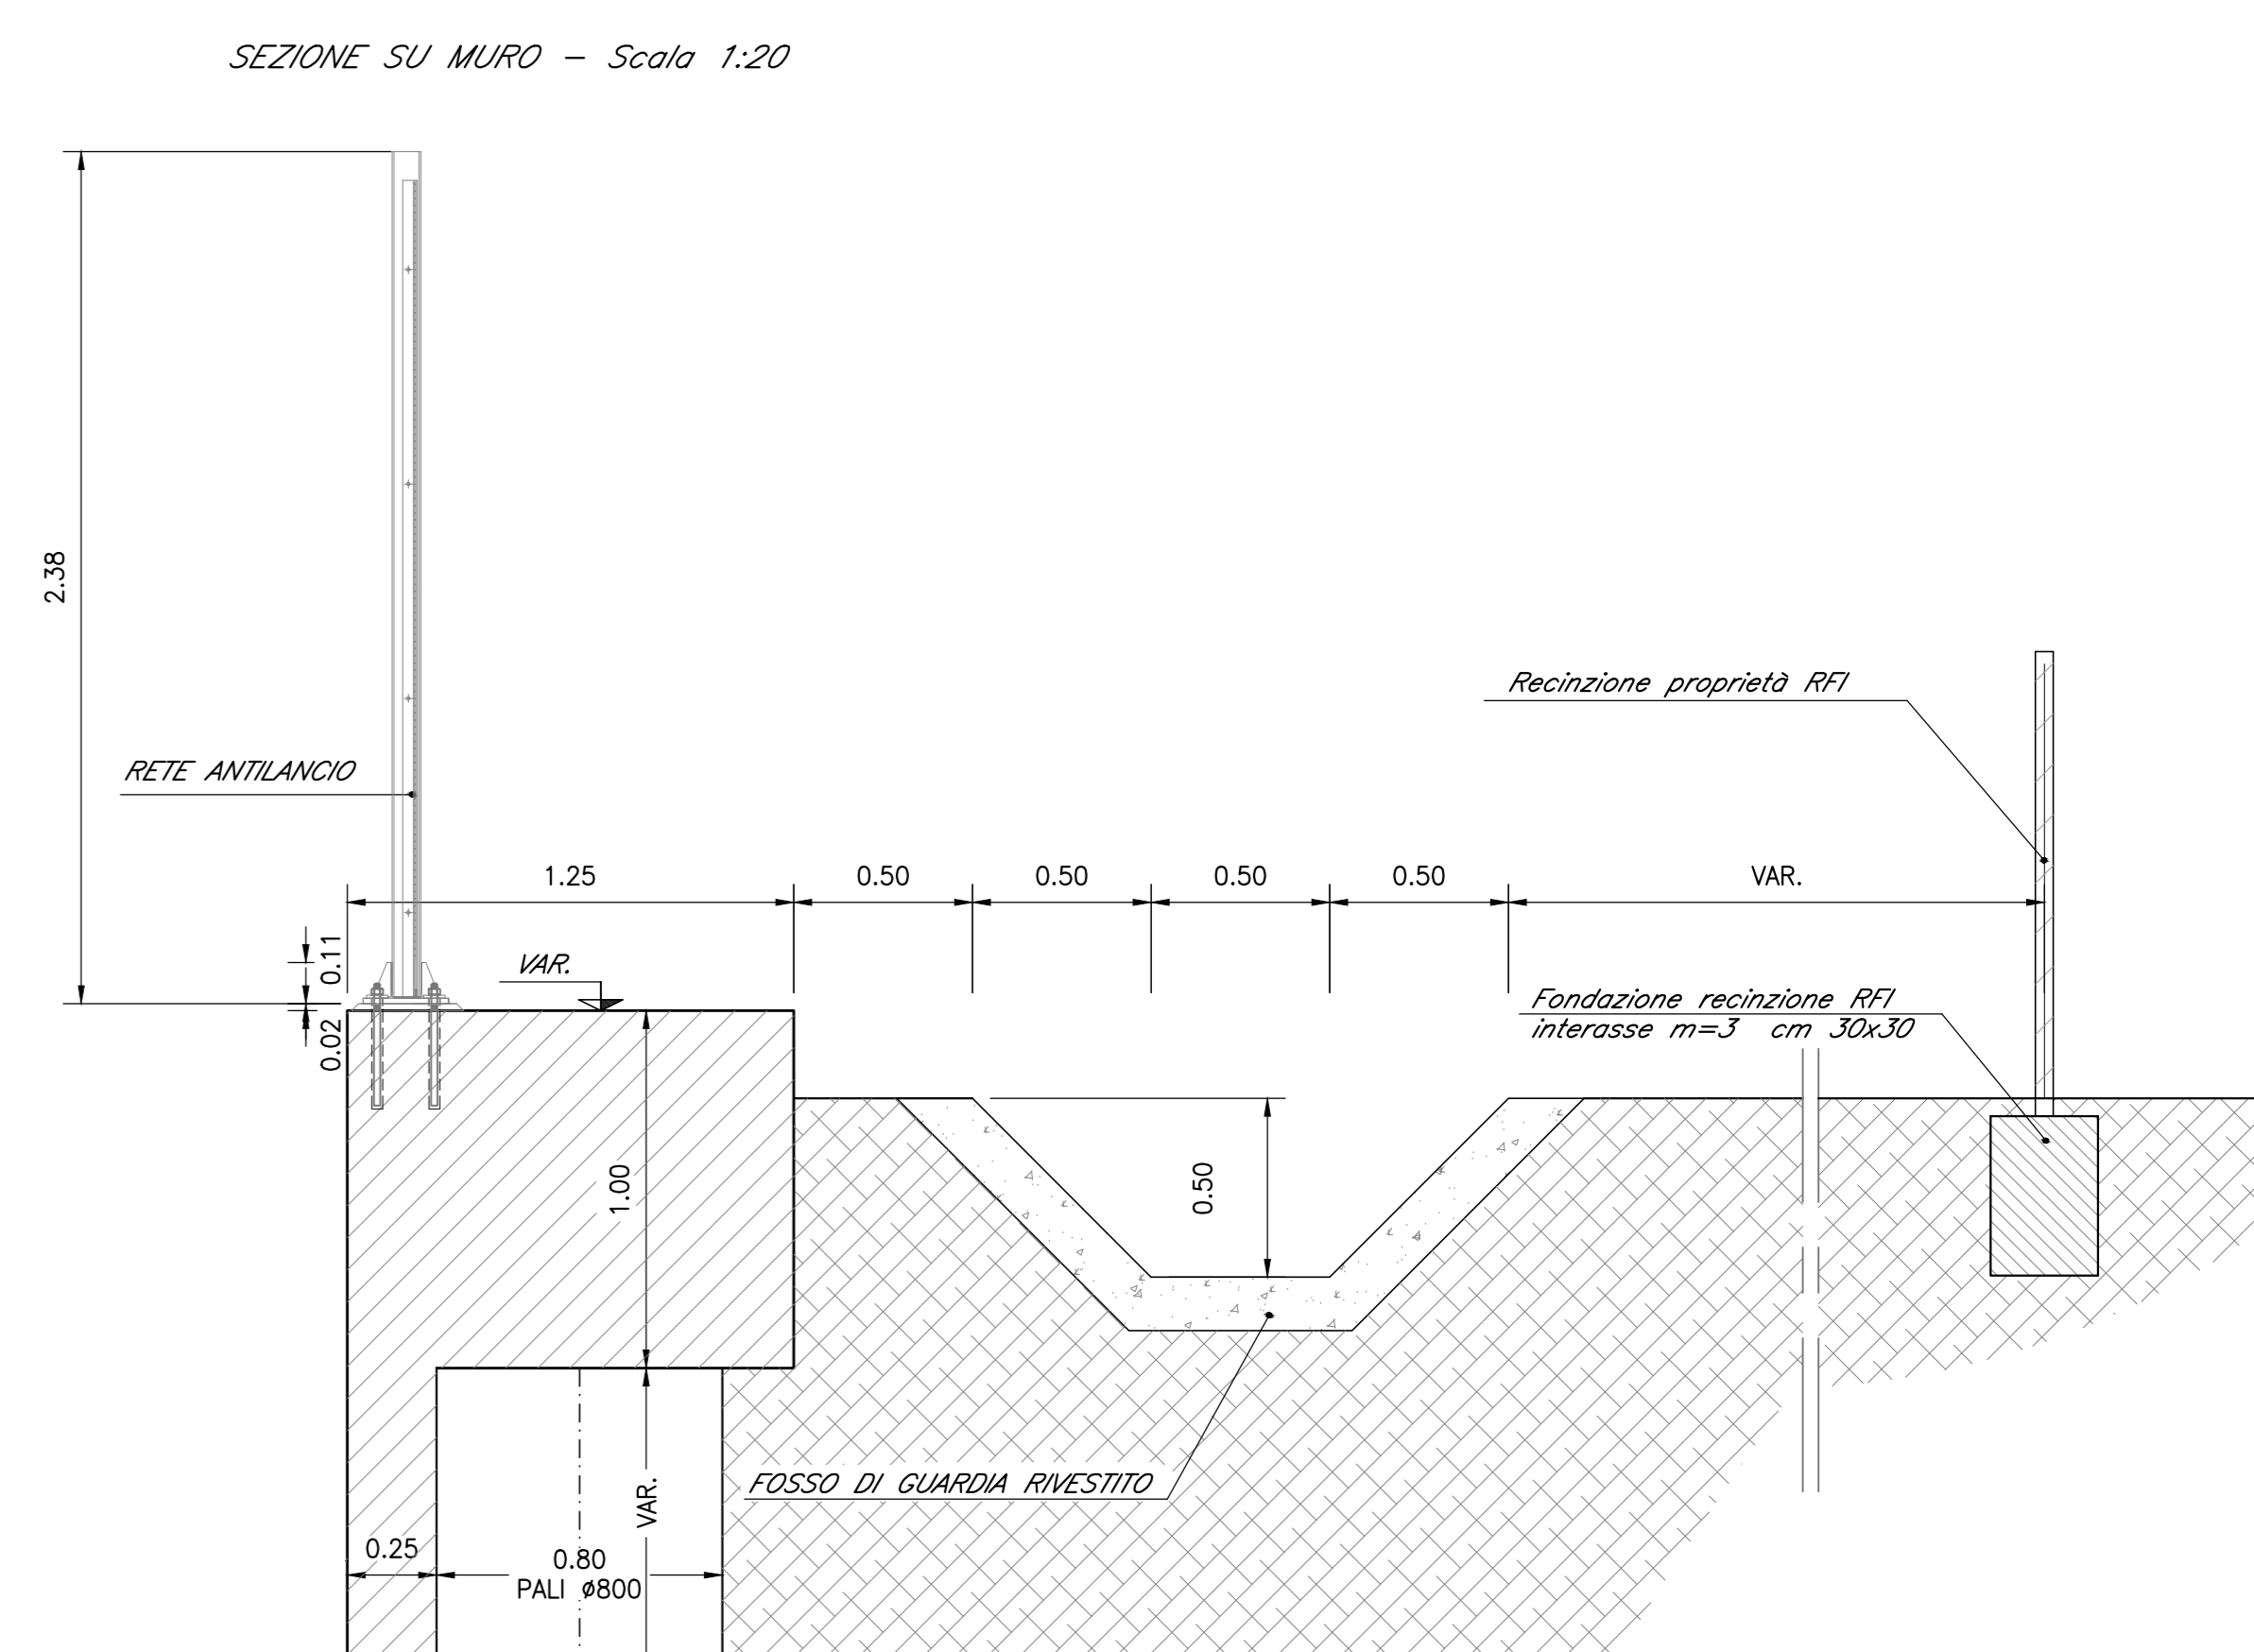 SEZIONE SU MURO – Scala 1:20
2.38
Recinzione proprietà RFI
RETE ANTILANCIO
1.25
0.50
0.50
0.50
0.50
VAR.
0.11
VAR.
0.02
Fondazione recinzione RFI
interasse m=3 cm 30x30
1.00
0.50
FOSSO DI GUARDIA RIVESTITO
VAR.
0.25
0.80
PALI ø800